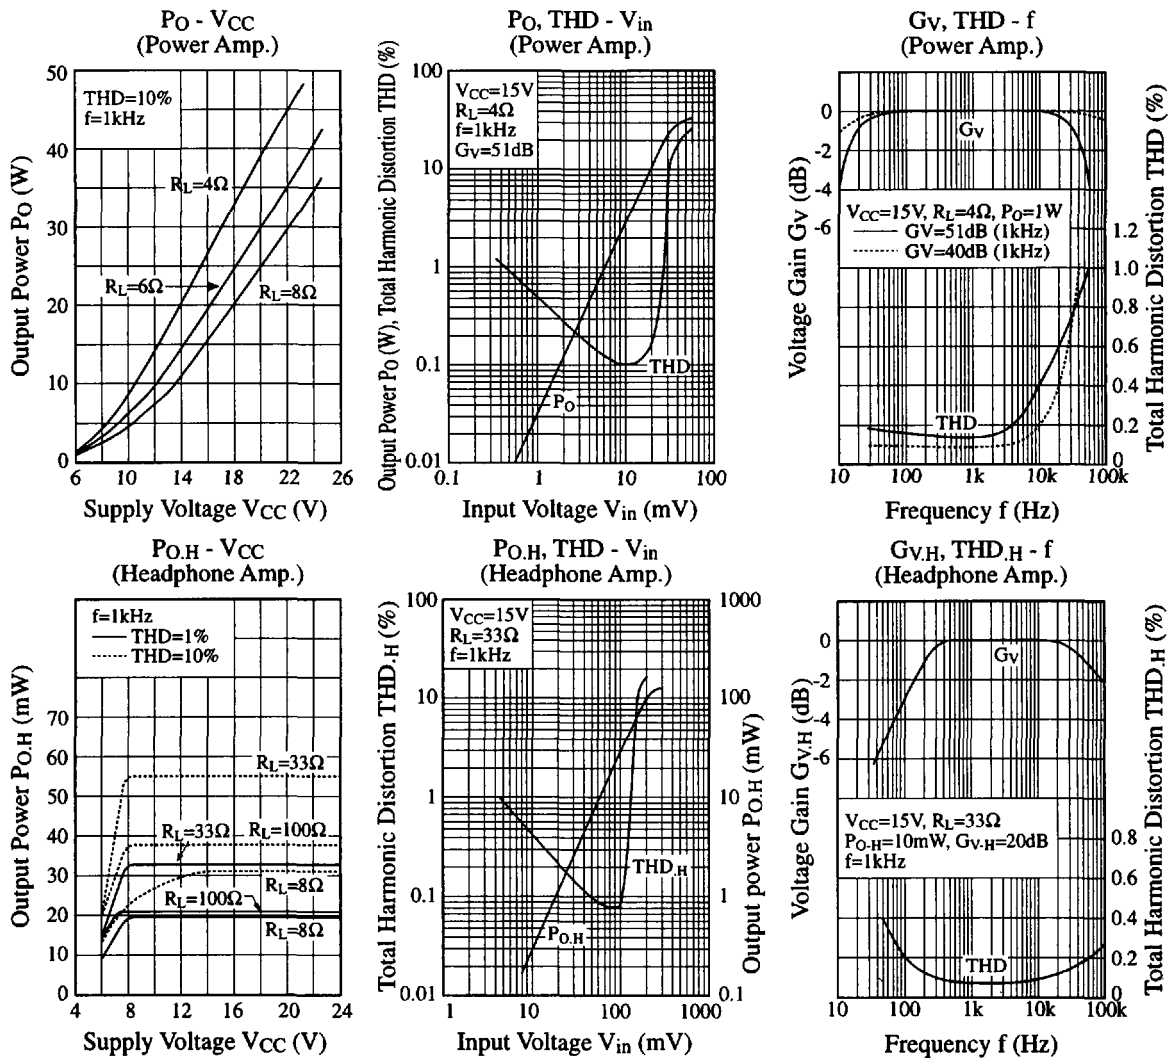 PO - VCC
(Power Amp.)
Output Power PO (W)
50
40
30
20
10
0
THD=10%
f=1kHz
RL=4Ω
RL=6Ω
RL=8Ω
6
10
14
18
22
26
Supply Voltage VCC (V)
PO, THD - Vin
(Power Amp.)
Output Power PO (W), Total Harmonic Distortion THD (%)
100
10
1
0.1
0.01
VCC=15V
RL=4Ω
f=1kHz
GV=51dB
THD
PO
0.1
1
10
100
Input Voltage Vin (mV)
GV, THD - f
(Power Amp.)
Voltage Gain GV (dB)
0
-2
-4
-6
GV
VCC=15V, RL=4Ω, PO=1W
GV=51dB (1kHz)
GV=40dB (1kHz)
THD
1.2
1.0
0.8
0.6
0.4
0.2
0
Total Harmonic Distortion THD (%)
10
100
1k
10k
100k
Frequency f (Hz)
PO.H - VCC
(Headphone Amp.)
Output Power PO.H (mW)
70
60
50
40
30
20
10
0
f=1kHz
THD=1%
THD=10%
RL=33Ω
RL=33Ω
RL=100Ω
RL=8Ω
RL=100Ω
RL=8Ω
4
8
12
16
20
24
Supply Voltage VCC (V)
PO.H, THD - Vin
(Headphone Amp.)
Total Harmonic Distortion THD.H (%)
100
10
1
0.1
0.01
VCC=15V
RL=33Ω
f=1kHz
THD.H
PO.H
1000
100
10
1
0.1
Output power PO.H (mW)
1
10
100
1000
Input Voltage Vin (mV)
GV.H, THD.H - f
(Headphone Amp.)
Voltage Gain GV.H (dB)
0
-2
-4
-6
GV
VCC=15V, RL=33Ω
PO-H=10mW, GV-H=20dB
f=1kHz
THD
0.8
0.6
0.4
0.2
0
Total Harmonic Distortion THD.H (%)
10
100
1k
10k
100k
Frequency f (Hz)